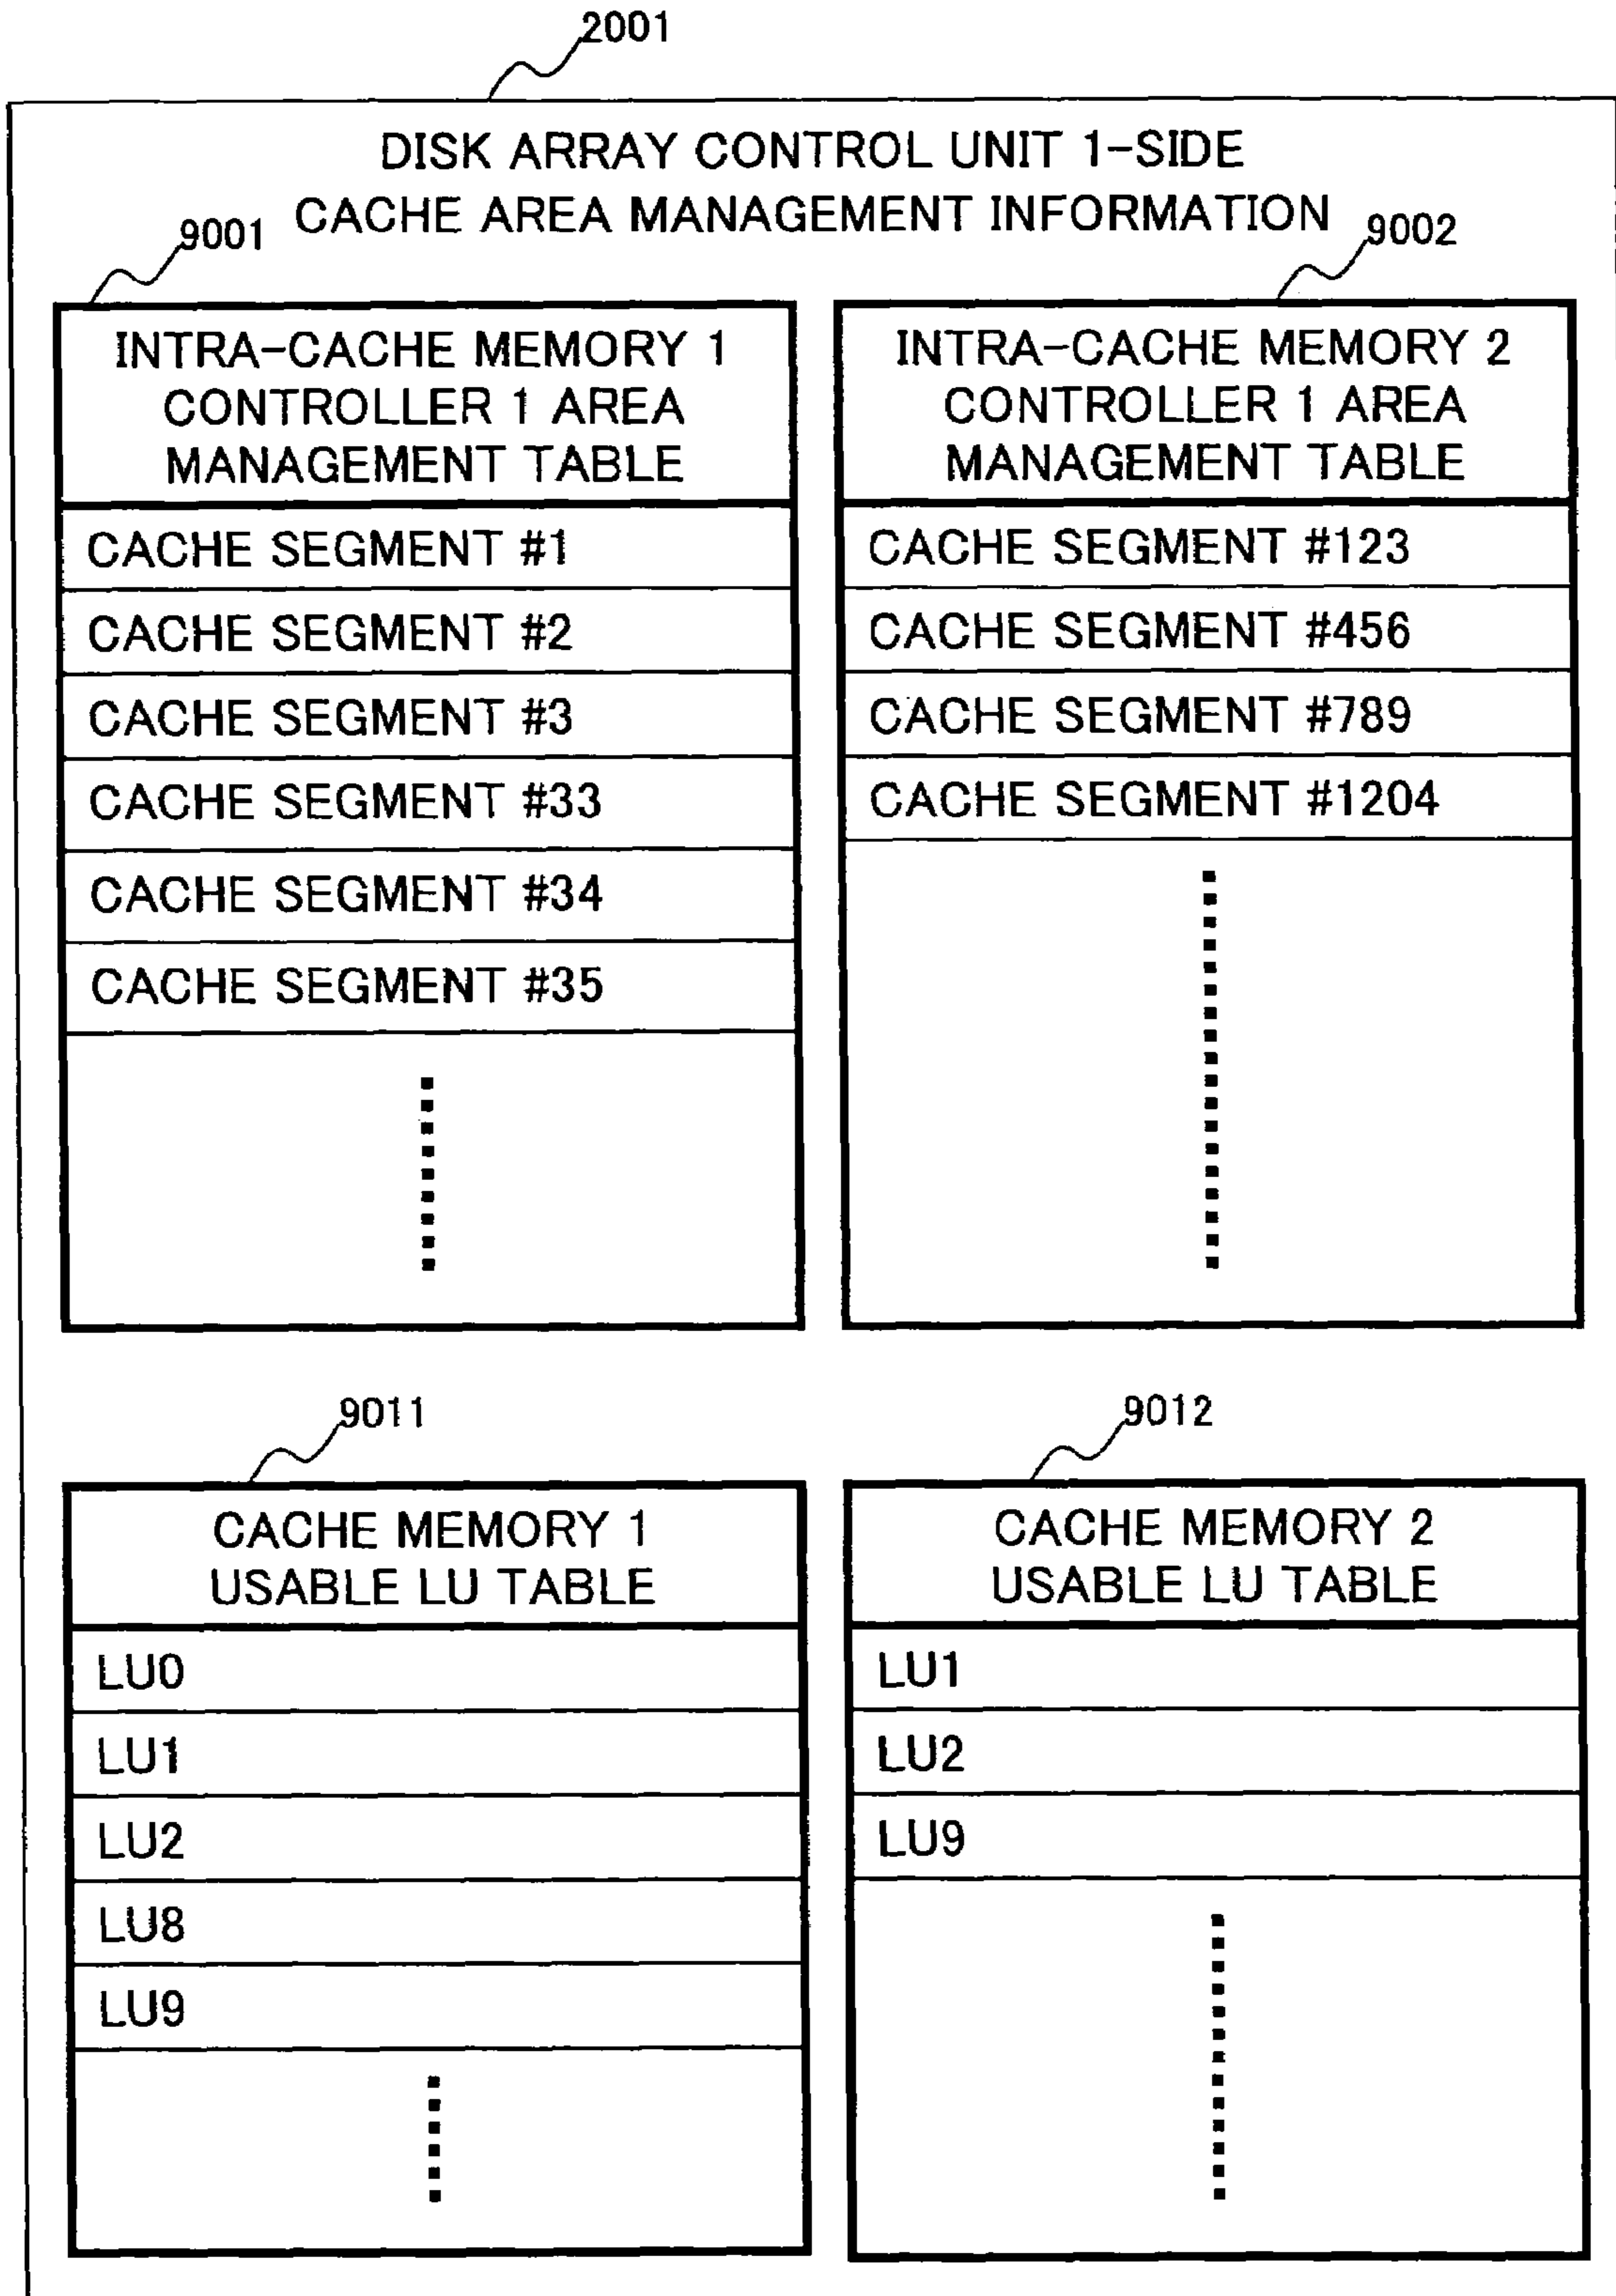 2001
DISK ARRAY CONTROL UNIT 1-SIDE
CACHE AREA MANAGEMENT INFORMATION
9001
9002
INTRA-CACHE MEMORY 1
CONTROLLER 1 AREA
MANAGEMENT TABLE
CACHE SEGMENT #1
CACHE SEGMENT #2
CACHE SEGMENT #3
CACHE SEGMENT #33
CACHE SEGMENT #34
CACHE SEGMENT #35
INTRA-CACHE MEMORY 2
CONTROLLER 1 AREA
MANAGEMENT TABLE
CACHE SEGMENT #123
CACHE SEGMENT #456
CACHE SEGMENT #789
CACHE SEGMENT #1204
9011
CACHE MEMORY 1
USABLE LU TABLE
LU0
LU1
LU2
LU8
LU9
9012
CACHE MEMORY 2
USABLE LU TABLE
LU1
LU2
LU9